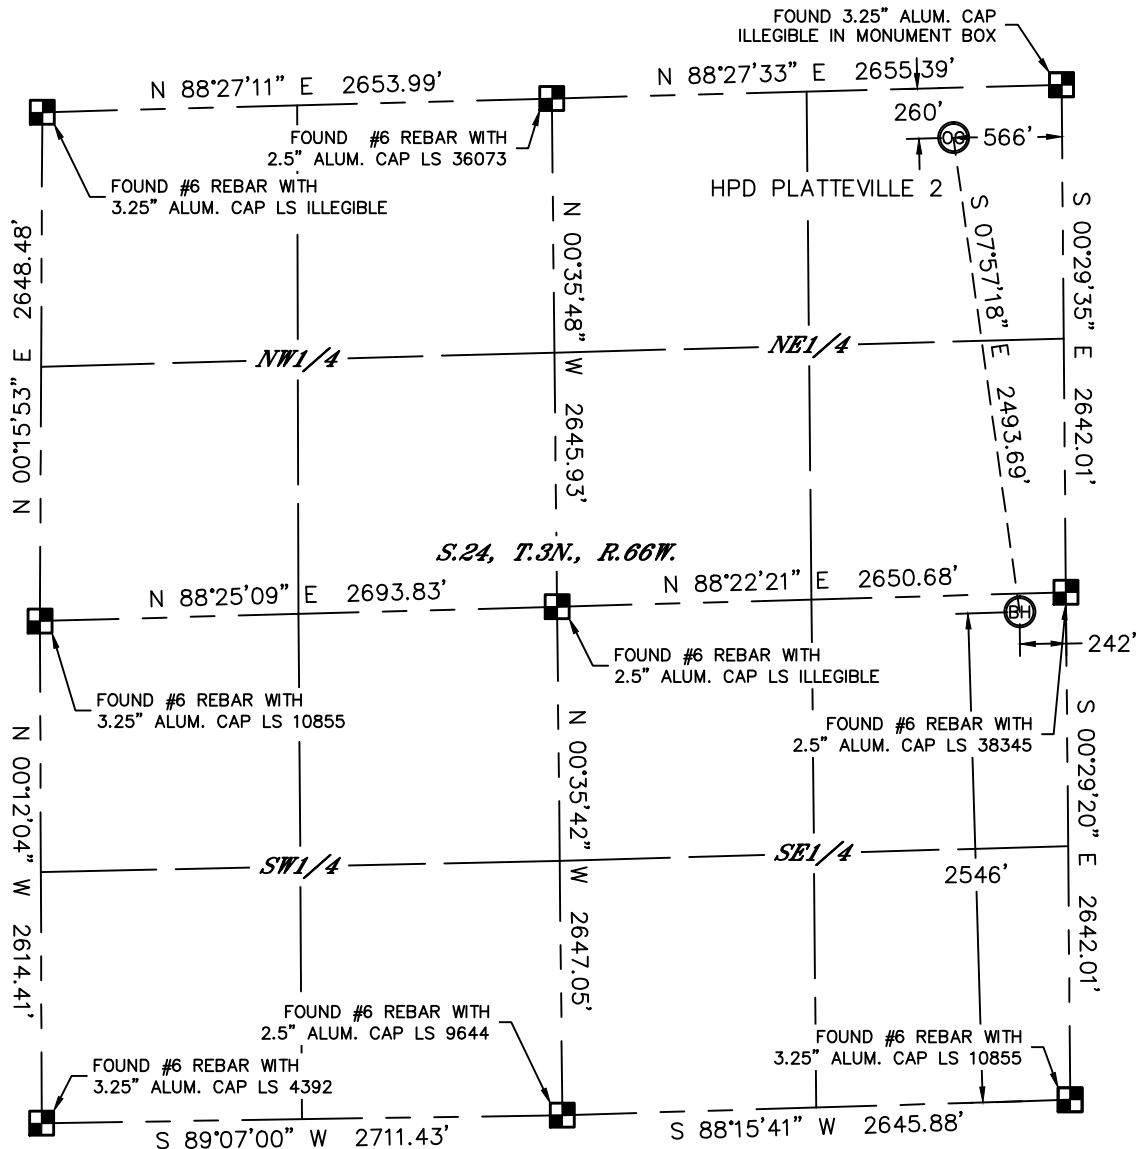 FOUND 3.25" ALUM. CAP
ILLEGIBLE IN MONUMENT BOX
N 88°27'11" E 2653.99'
N 88°27'33" E 2655.39'
260'
OG
566'
FOUND #6 REBAR WITH
2.5" ALUM. CAP LS 36073
FOUND #6 REBAR WITH
3.25" ALUM. CAP LS ILLEGIBLE
HPD PLATTEVILLE 2
N 00°15'53" E 2648.48'
N 00°35'48" W 2645.93'
S 07°57'18" E 2493.69'
S 00°29'35" E 2642.01'
NW1/4
NE1/4
S.24, T.3N., R.66W.
N 88°25'09" E 2693.83'
N 88°22'21" E 2650.68'
BH
242'
FOUND #6 REBAR WITH
2.5" ALUM. CAP LS ILLEGIBLE
FOUND #6 REBAR WITH
3.25" ALUM. CAP LS 10855
FOUND #6 REBAR WITH
2.5" ALUM. CAP LS 38345
N 00°12'04" W 2614.41'
N 00°35'42" W 2647.05'
S 00°29'20" E 2642.01'
SW1/4
SE1/4
2546'
FOUND #6 REBAR WITH
2.5" ALUM. CAP LS 9644
FOUND #6 REBAR WITH
3.25" ALUM. CAP LS 10855
FOUND #6 REBAR WITH
3.25" ALUM. CAP LS 4392
S 89°07'00" W 2711.43'
S 88°15'41" W 2645.88'